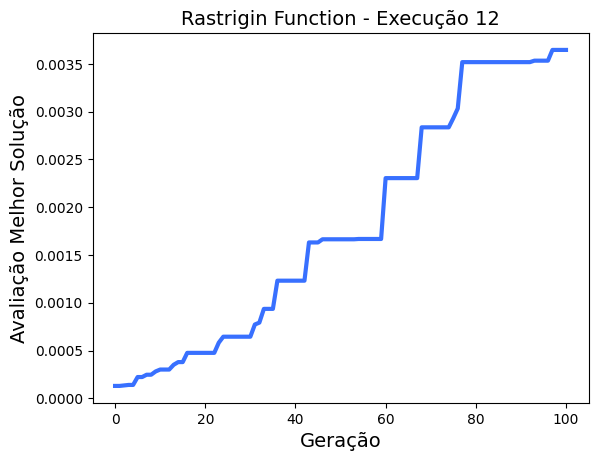 Rastrigin Function - Execução 12
Avaliação Melhor Solução
0.0035
0.0030
0.0025
0.0020
0.0015
0.0010
0.0005
0.0000
0 20 40 60 80 100
Geração